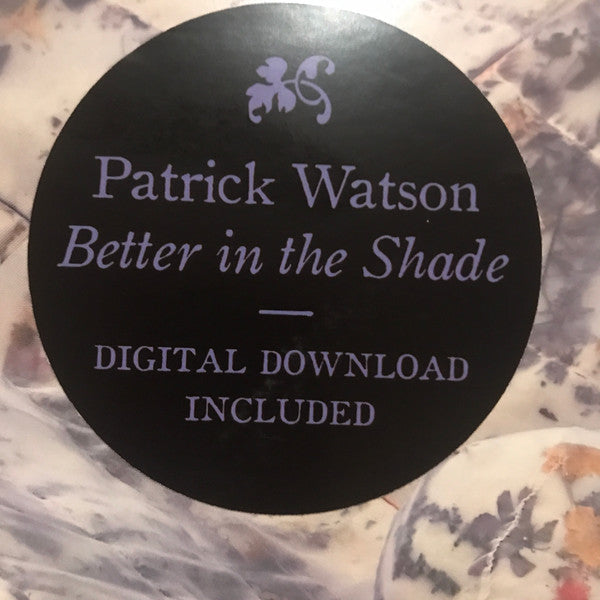 Patrick Watson
Better in the Shade
DIGITAL DOWNLOAD
INCLUDED